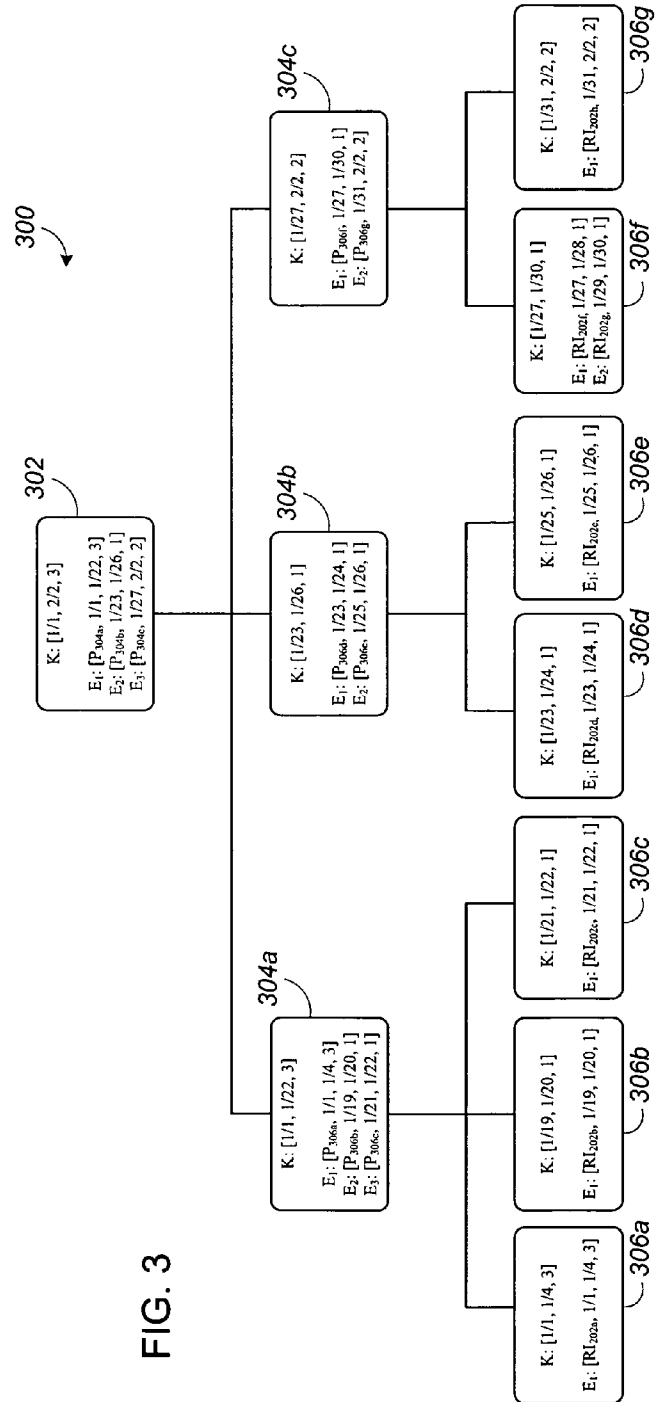 FIG. 3
300
302
K: [1/1, 2/2, 3]
E1: [P304a, 1/1, 1/22, 3]
E2: [P304b, 1/23, 1/26, 1]
E3: [P304c, 1/27, 2/2, 2]
304a
K: [1/1, 1/22, 3]
E1: [P306a, 1/1, 1/4, 3]
E2: [P306b, 1/19, 1/20, 1]
E3: [P306c, 1/21, 1/22, 1]
304b
K: [1/23, 1/26, 1]
E1: [P306d, 1/23, 1/24, 1]
E2: [P306e, 1/25, 1/26, 1]
304c
K: [1/27, 2/2, 2]
E1: [P306f, 1/27, 1/30, 1]
E2: [P306g, 1/31, 2/2, 2]
K: [1/1, 1/4, 3]
E1: [RI202a, 1/1, 1/4, 3]
306a
K: [1/19, 1/20, 1]
E1: [RI202b, 1/19, 1/20, 1]
306b
K: [1/21, 1/22, 1]
E1: [RI202c, 1/21, 1/22, 1]
306c
K: [1/23, 1/24, 1]
E1: [RI202d, 1/23, 1/24, 1]
306d
K: [1/25, 1/26, 1]
E1: [RI202e, 1/25, 1/26, 1]
306e
K: [1/27, 1/30, 1]
E1: [RI202f, 1/27, 1/28, 1]
E2: [RI202g, 1/29, 1/30, 1]
306f
K: [1/31, 2/2, 2]
E1: [RI202h, 1/31, 2/2, 2]
306g